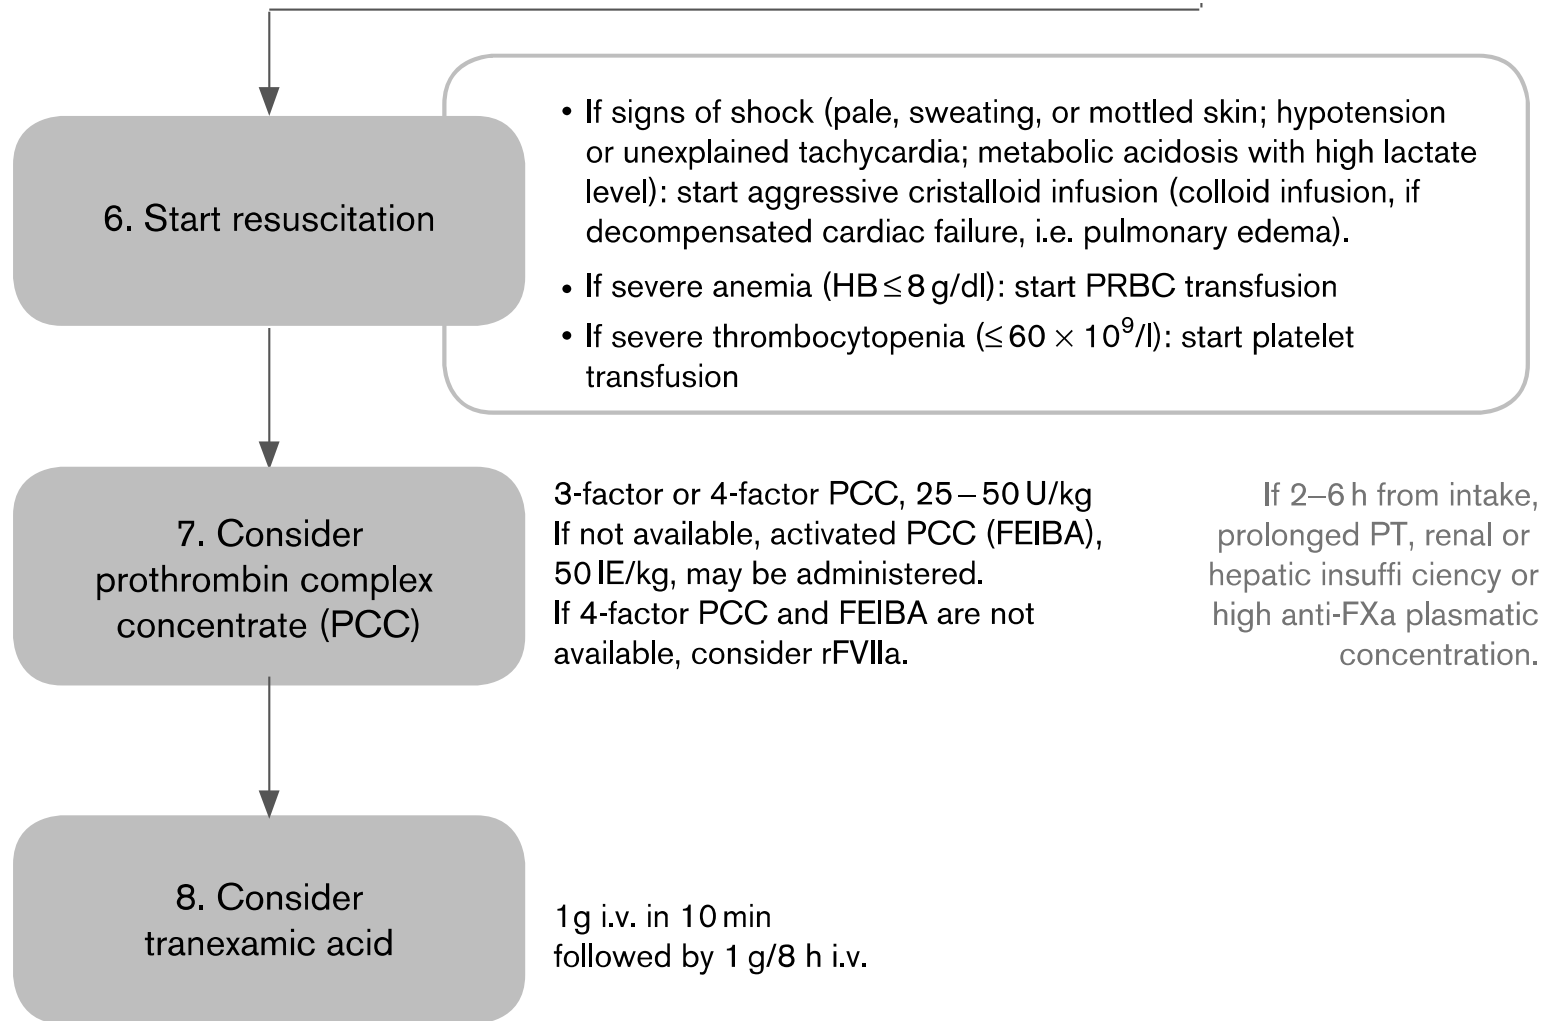 6. Start resuscitation
• If signs of shock (pale, sweating, or mottled skin; hypotension
or unexplained tachycardia; metabolic acidosis with high lactate
level): start aggressive cristalloid infusion (colloid infusion, if
decompensated cardiac failure, i.e. pulmonary edema).
• If severe anemia (HB ≤ 8 g/dl): start PRBC transfusion
• If severe thrombocytopenia (≤ 60 × 10⁹/l): start platelet
transfusion
7. Consider
prothrombin complex
concentrate (PCC)
3-factor or 4-factor PCC, 25 – 50 U/kg
If not available, activated PCC (FEIBA),
50 IE/kg, may be administered.
If 4-factor PCC and FEIBA are not
available, consider rFVIIa.
If 2–6 h from intake,
prolonged PT, renal or
hepatic insuffi ciency or
high anti-FXa plasmatic
concentration.
8. Consider
tranexamic acid
1g i.v. in 10 min
followed by 1 g/8 h i.v.